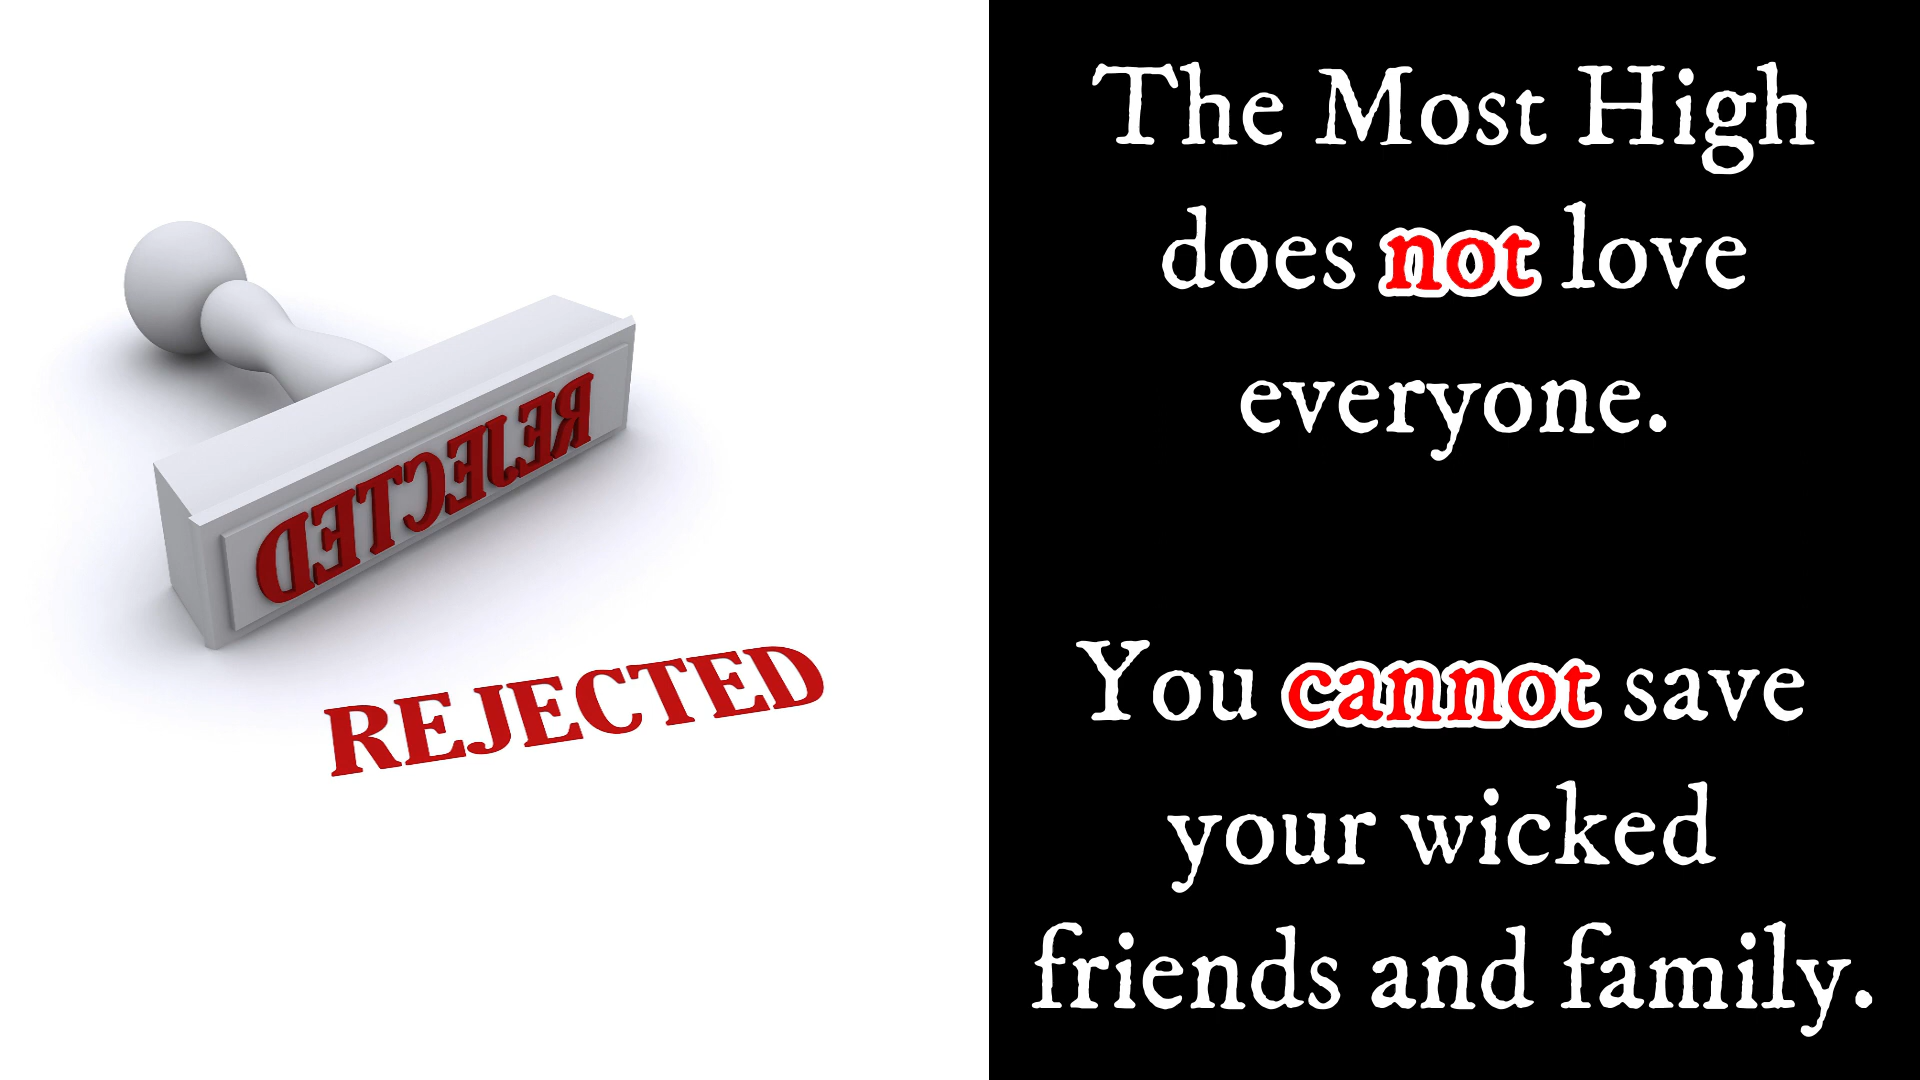 REJECTED
REJECTED
The Most High
does not love
everyone.
You cannot save
your wicked
friends and family.